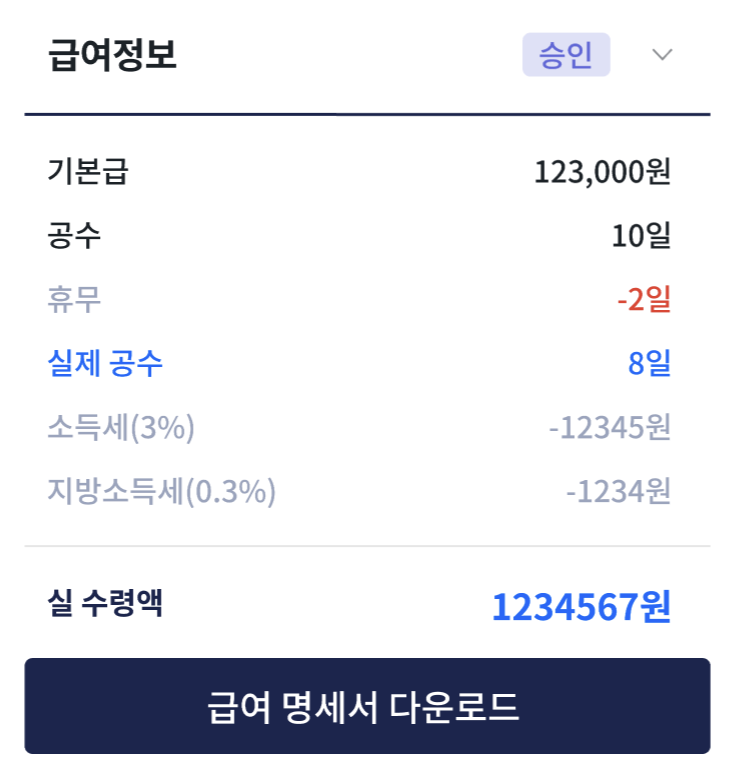 급여정보 승인
기본급 123,000원
공수 10일
휴무 -2일
실제 공수 8일
소득세(3%) -12345원
지방소득세(0.3%) -1234원
실 수령액 1234567원
급여 명세서 다운로드